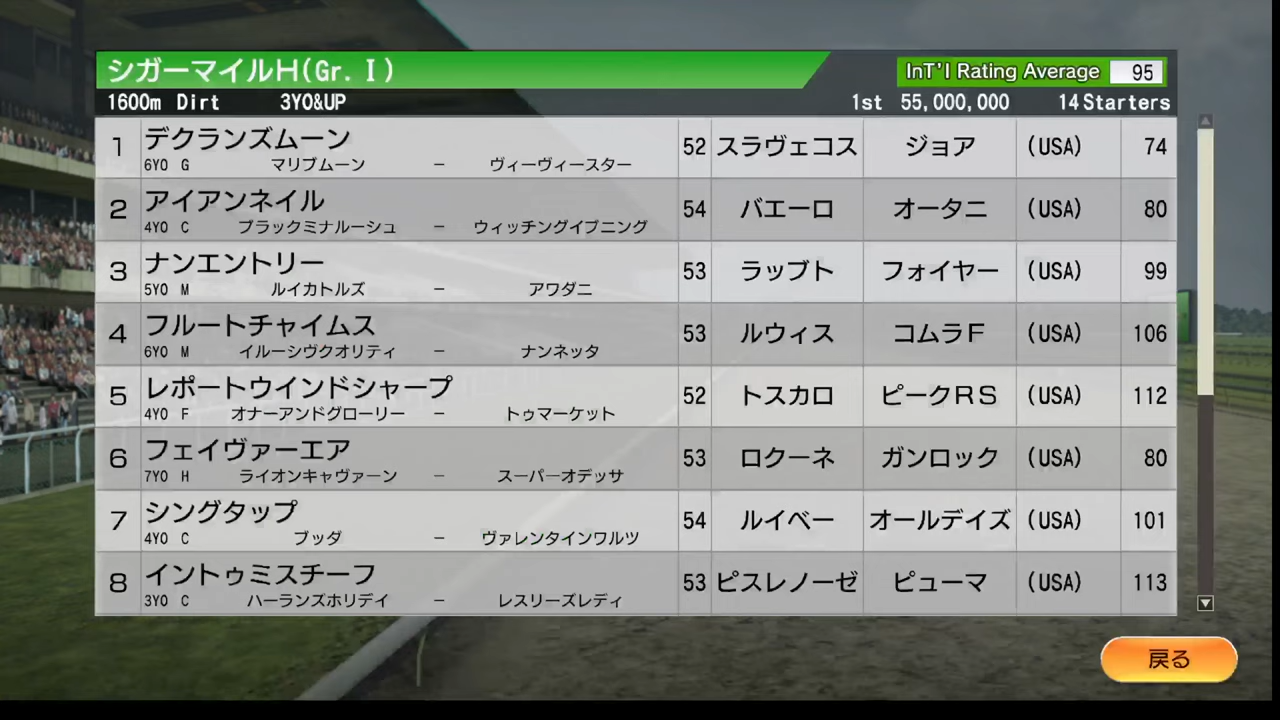 シガーマイルH(Gr.Ⅰ)
InT'l Rating Average 95
1600m Dirt 3YO&UP 1st 55,000,000 14Starters
1 デクランズムーン 52 スラヴェコス ジョア (USA) 74
6YO G マリブムーン － ヴィーヴィースター
2 アイアンネイル 54 バエーロ オータニ (USA) 80
4YO C ブラックミナルーシュ － ウィッチングイブニング
3 ナンエントリー 53 ラップト フォイヤー (USA) 99
5YO M ルイカトルズ － アワダニ
4 フルートチャイムス 53 ルウィス コムラF (USA) 106
6YO M イルーシヴクオリティ － ナンネッタ
5 レポートウインドシャープ 52 トスカロ ピークRS (USA) 112
4YO F オナーアンドグローリー － トゥマーケット
6 フェイヴァーエア 53 ロクーネ ガンロック (USA) 80
7YO H ライオンキャヴァーン － スーパーオデッサ
7 シングタップ 54 ルイベー オールデイズ (USA) 101
4YO C ブッダ － ヴァレンタインワルツ
8 イントゥミスチーフ 53 ピスレノーゼ ピューマ (USA) 113
3YO C ハーランズホリデイ － レスリーズレディ
戻る